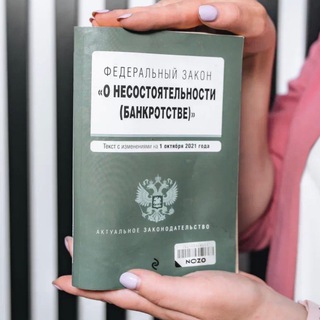 ФЕДЕРАЛЬНЫЙ ЗАКОН
«О НЕСОСТОЯТЕЛЬНОСТИ
(БАНКРОТСТВЕ)»
Текст с изменениями на 1 октября 2021 года
АКТУАЛЬНОЕ ЗАКОНОДАТЕЛЬСТВО
OZON